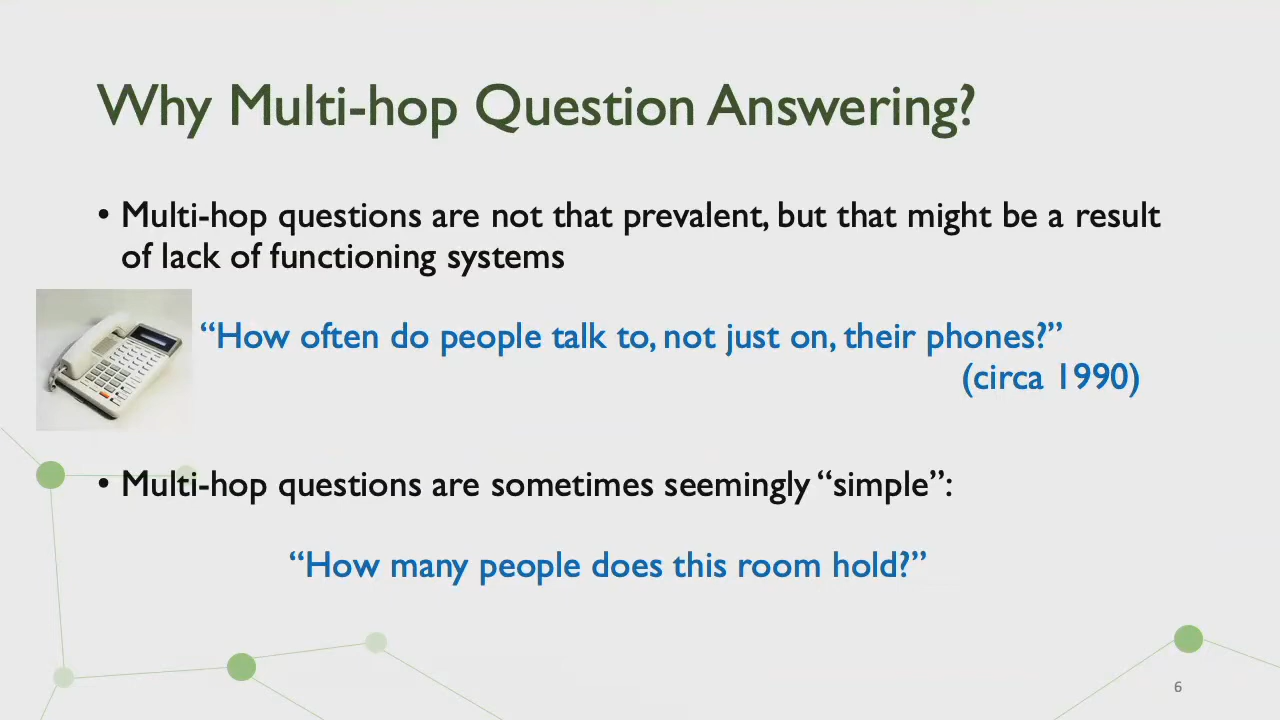 Why Multi-hop Question Answering?
• Multi-hop questions are not that prevalent, but that might be a result
of lack of functioning systems
“How often do people talk to, not just on, their phones?”
(circa 1990)
• Multi-hop questions are sometimes seemingly “simple”:
“How many people does this room hold?”
6